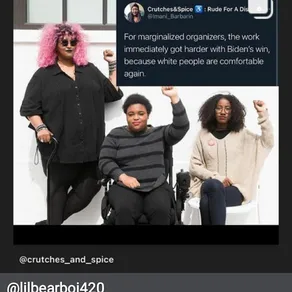 Crutches&Spice ♿ : Rude For A Dis
@Imani_Barbarin
For marginalized organizers, the work
immediately got harder with Biden's win,
because white people are comfortable
again.
@crutches_and_spice
@lilbearboi420